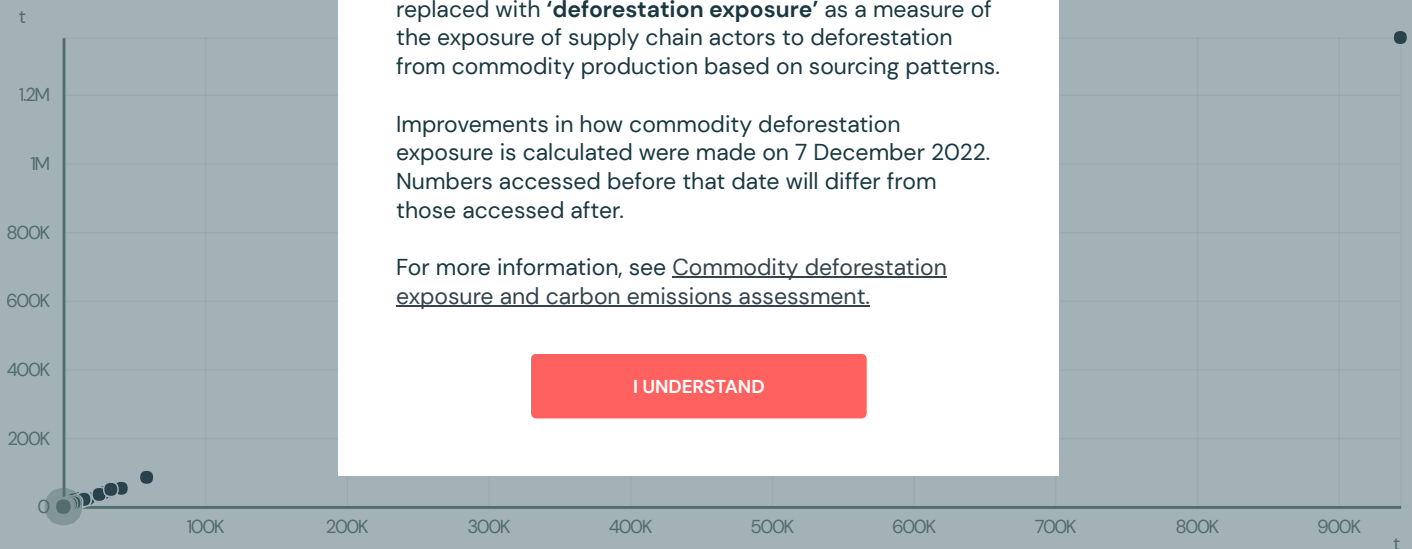 t
replaced with ‘deforestation exposure’ as a measure of
the exposure of supply chain actors to deforestation
from commodity production based on sourcing patterns.
Improvements in how commodity deforestation
exposure is calculated were made on 7 December 2022.
Numbers accessed before that date will differ from
those accessed after.
For more information, see Commodity deforestation
exposure and carbon emissions assessment.
I UNDERSTAND
1.2M
1M
800K
600K
400K
200K
0
100K 200K 300K 400K 500K 600K 700K 800K 900K
t